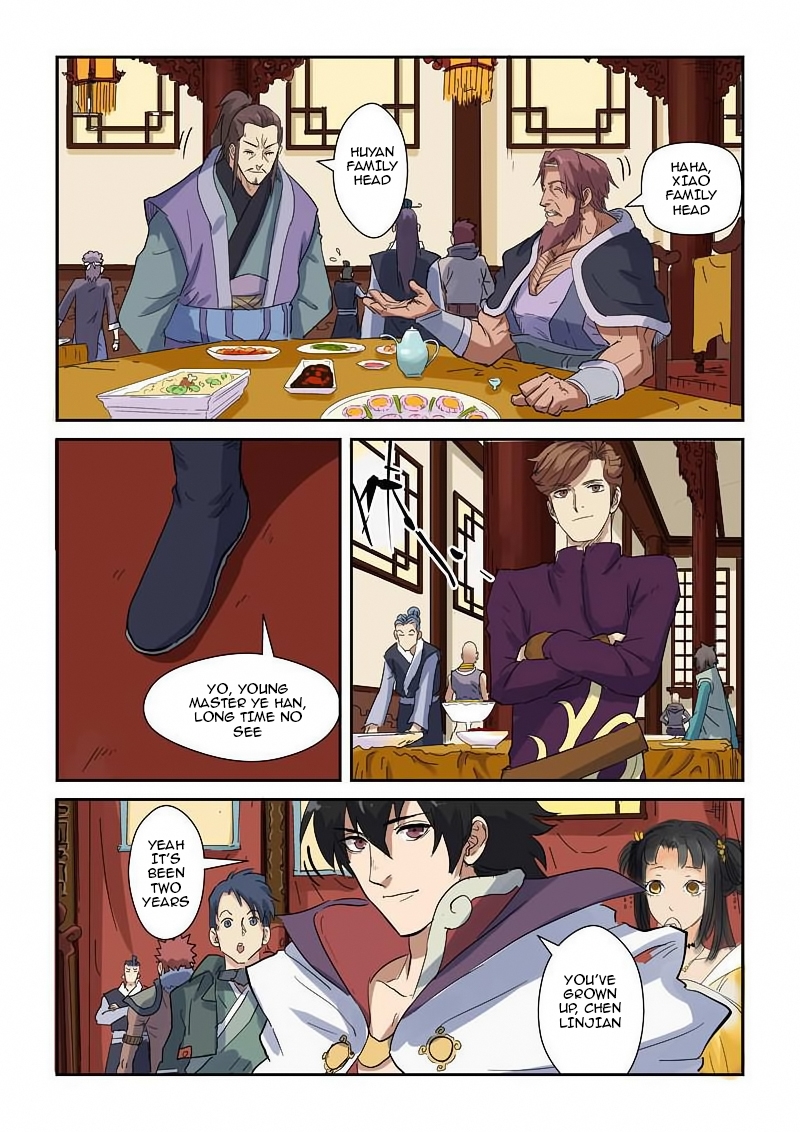 HUYAN
FAMILY
HEAD
HAHA,
XIAO
FAMILY
HEAD
YO, YOUNG
MASTER YE HAN,
LONG TIME NO
SEE
YEAH
IT'S
BEEN
TWO
YEARS
YOU'VE
GROWN
UP, CHEN
LINJIAN